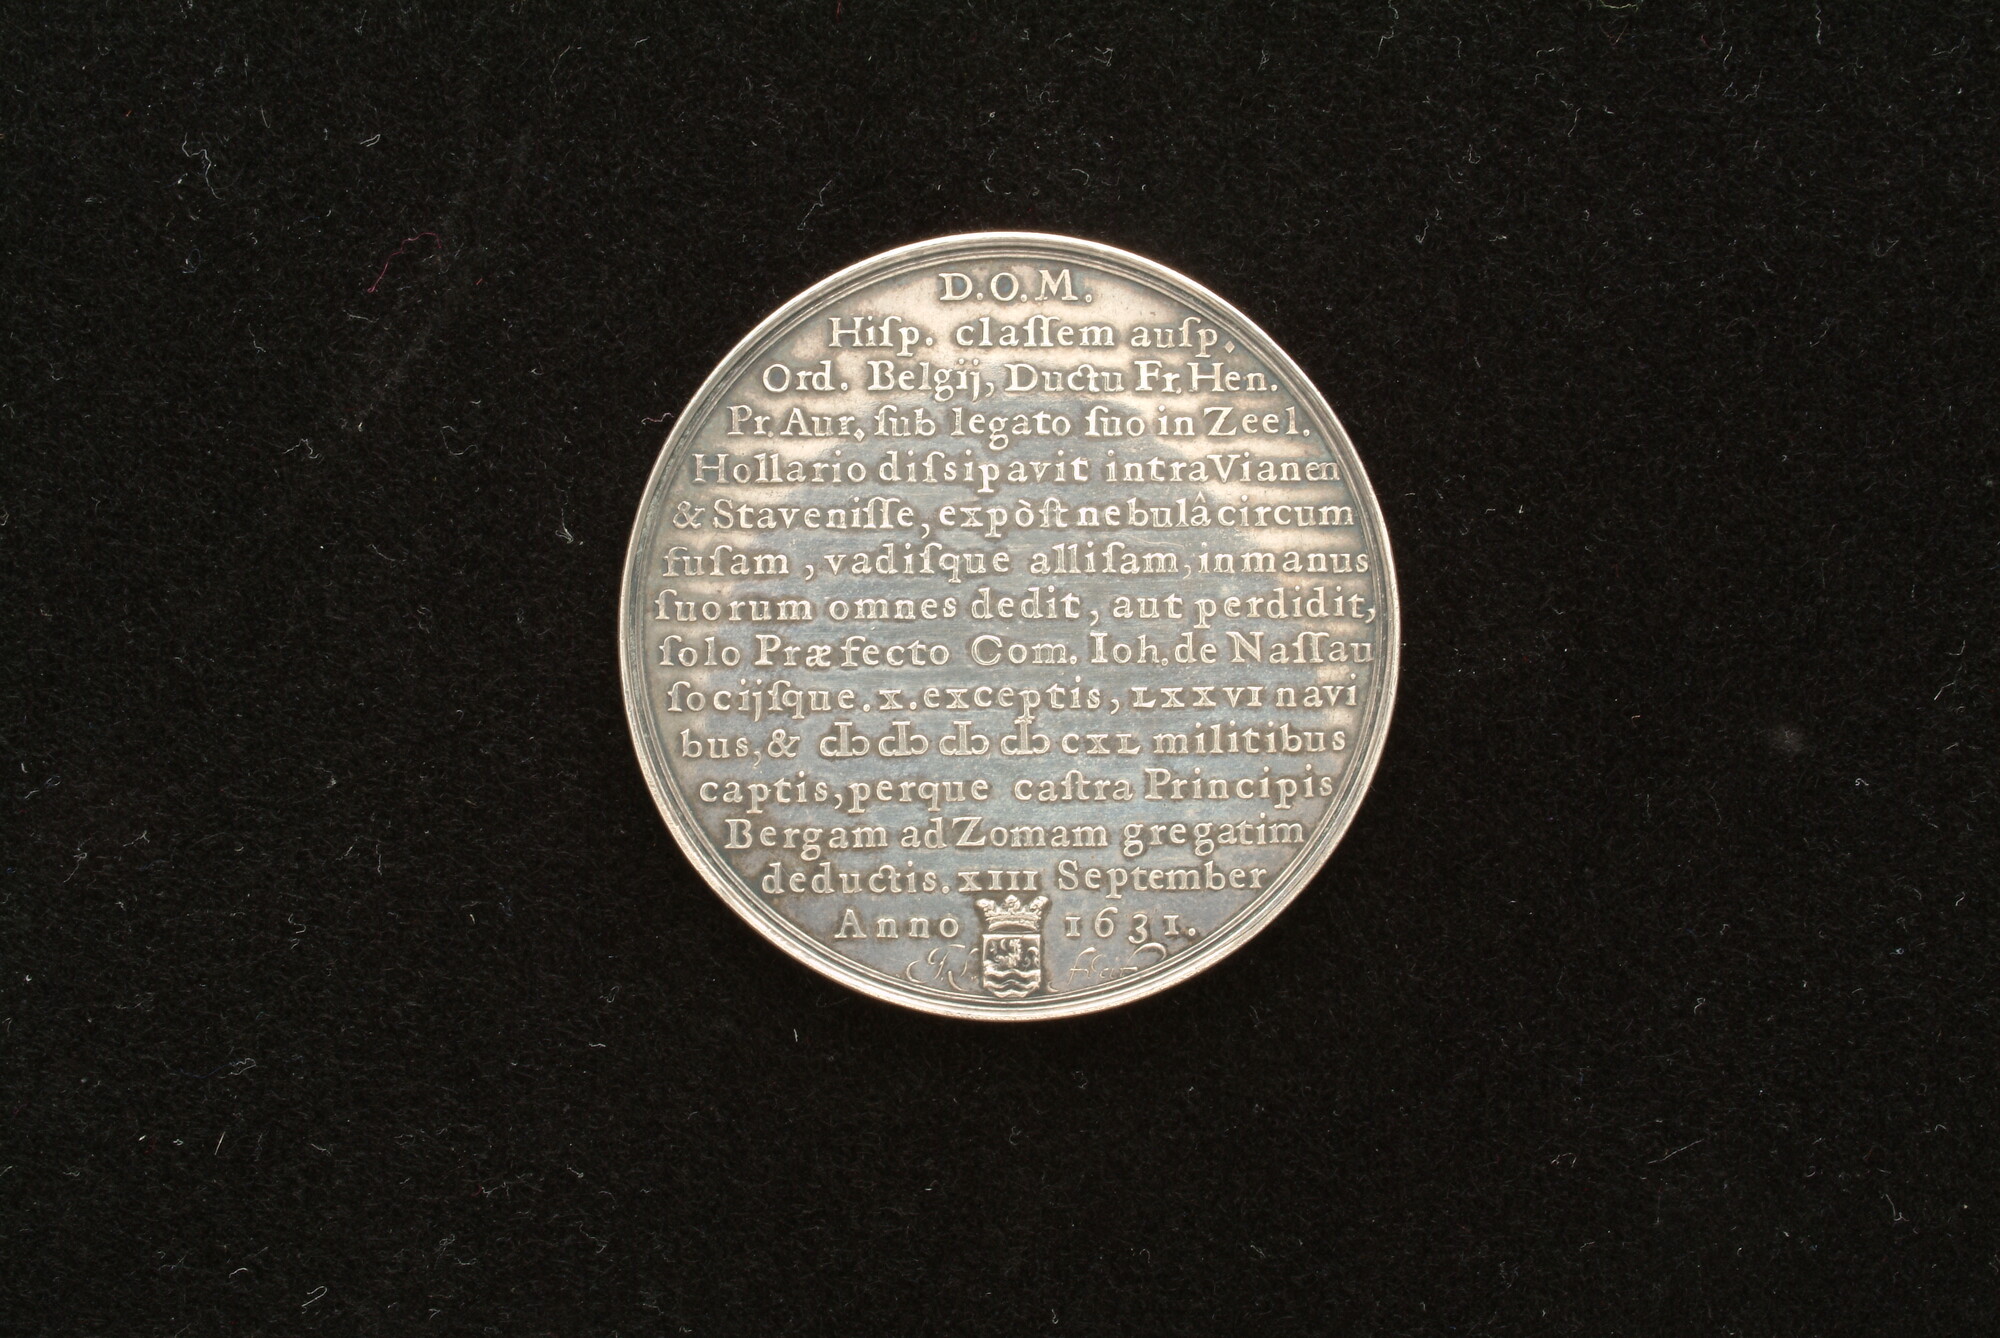 D.O.M.
Hiſp. claſſem auſp.
Ord. Belgij, Ductu Fr. Hen.
Pr. Aur. ſub legato ſuo in Zeel.
Hollario diſsipavit intra Vianen
& Staveniſſe, expòſt nebulâ circum
fuſam, vadiſque alliſam, in manus
ſuorum omnes dedit, aut perdidit,
ſolo Præfecto Com. Ioh. de Naſſau
ſocijſque. X. exceptis, LXXVI navi
bus, & ↀ ↀ ↀ ↀ CXL militibus
captis, perque caſtra Principis
Bergam ad Zomam gregatim
deductis. XIII September
Anno 1631.
fecit